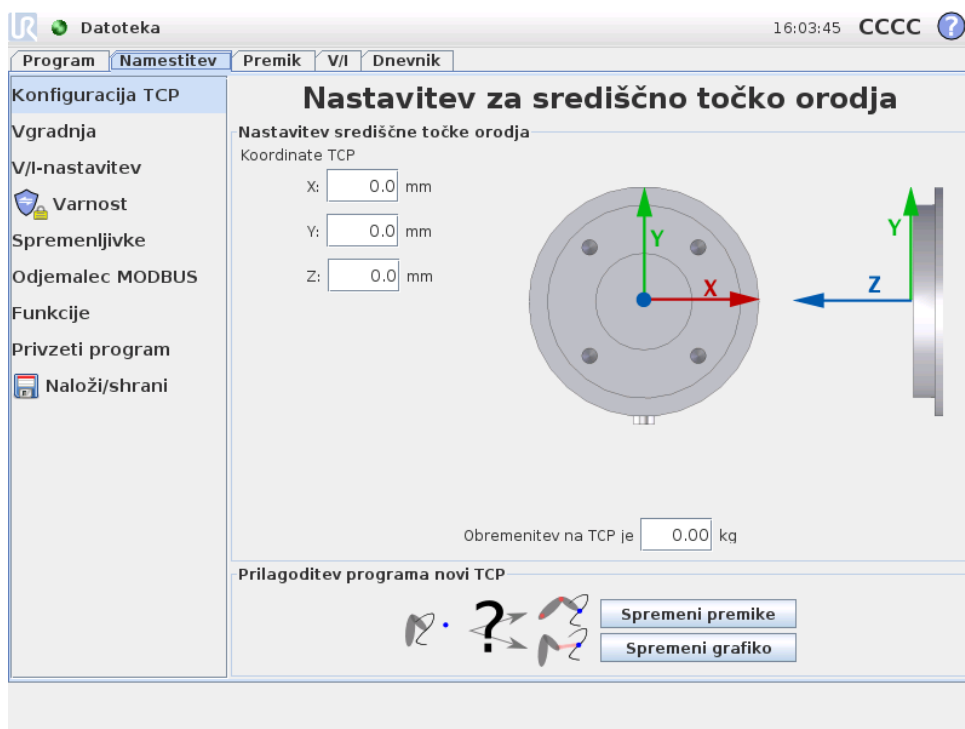 UR Datoteka 16:03:45 CCCC ?
Program Namestitev Premik V/I Dnevnik
Konfiguracija TCP
Vgradnja
V/I-nastavitev
Varnost
Spremenljivke
Odjemalec MODBUS
Funkcije
Privzeti program
Naloži/shrani
Nastavitev za središčno točko orodja
Nastavitev središčne točke orodja
Koordinate TCP
X: 0.0 mm
Y: 0.0 mm
Z: 0.0 mm
Y
X
Y
Z
Obremenitev na TCP je 0.00 kg
Prilagoditev programa novi TCP
?
Spremeni premike
Spremeni grafiko